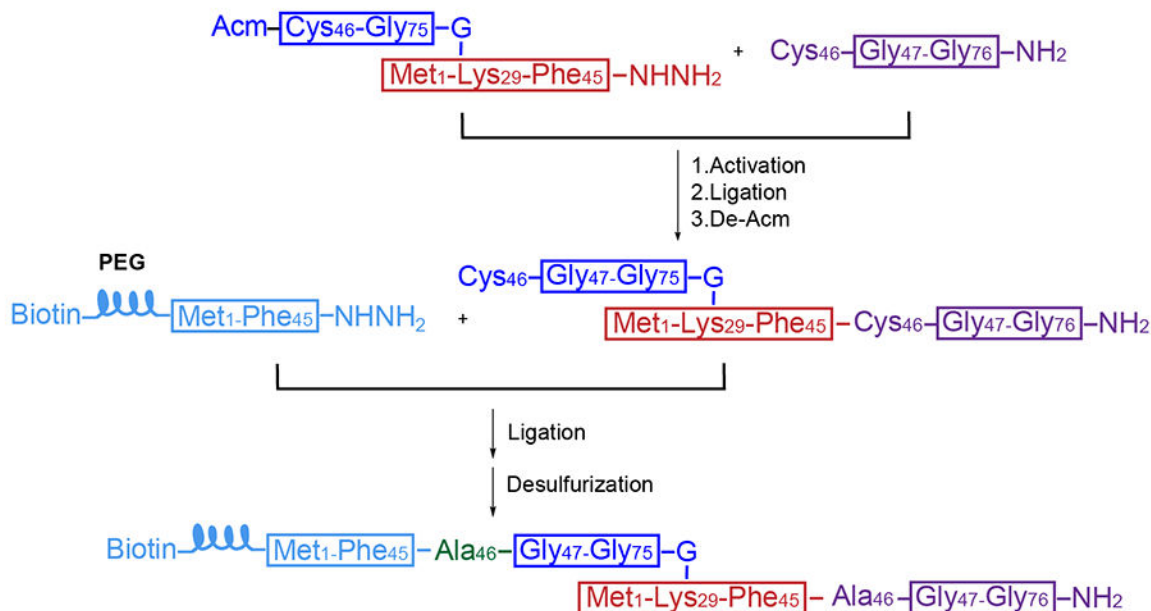 Acm-Cys46-Gly75-G
Met1-Lys29-Phe45-NHNH2 + Cys46-Gly47-Gly76-NH2
1.Activation
2.Ligation
3.De-Acm
PEG
Biotin Met1-Phe45-NHNH2 + Cys46-Gly47-Gly75-G
Met1-Lys29-Phe45-Cys46-Gly47-Gly76-NH2
Ligation
Desulfurization
Biotin Met1-Phe45-Ala46-Gly47-Gly75-G
Met1-Lys29-Phe45-Ala46-Gly47-Gly76-NH2